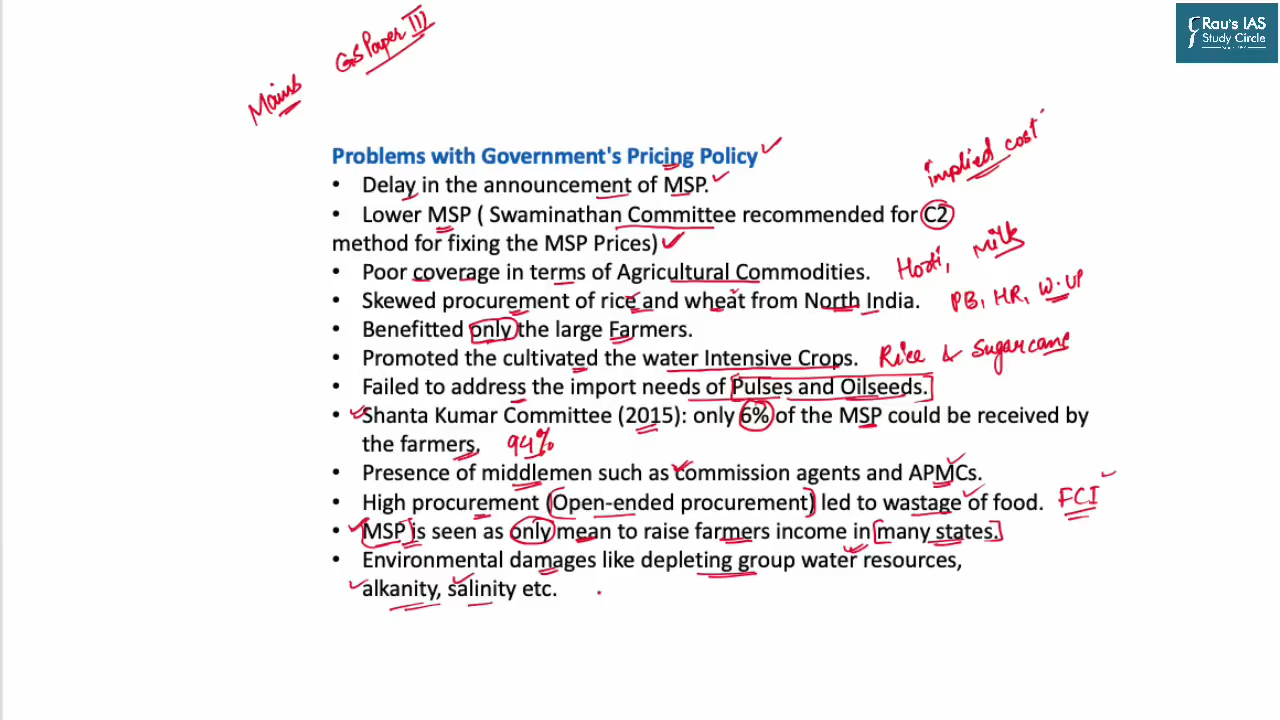 Rau's IAS
Study Circle
GS Paper III
Mains
implied cost
Problems with Government's Pricing Policy
• Delay in the announcement of MSP.
• Lower MSP ( Swaminathan Committee recommended for C2
method for fixing the MSP Prices)
• Poor coverage in terms of Agricultural Commodities. Horti, Milk
• Skewed procurement of rice and wheat from North India. PB, HR, W.UP
• Benefitted only the large Farmers.
• Promoted the cultivated the water Intensive Crops. Rice & Sugarcane
• Failed to address the import needs of Pulses and Oilseeds.
• Shanta Kumar Committee (2015): only 6% of the MSP could be received by
the farmers, 94%
• Presence of middlemen such as commission agents and APMCs.
• High procurement (Open-ended procurement) led to wastage of food. FCI
• MSP is seen as only mean to raise farmers income in many states.
• Environmental damages like depleting group water resources,
alkanity, salinity etc.